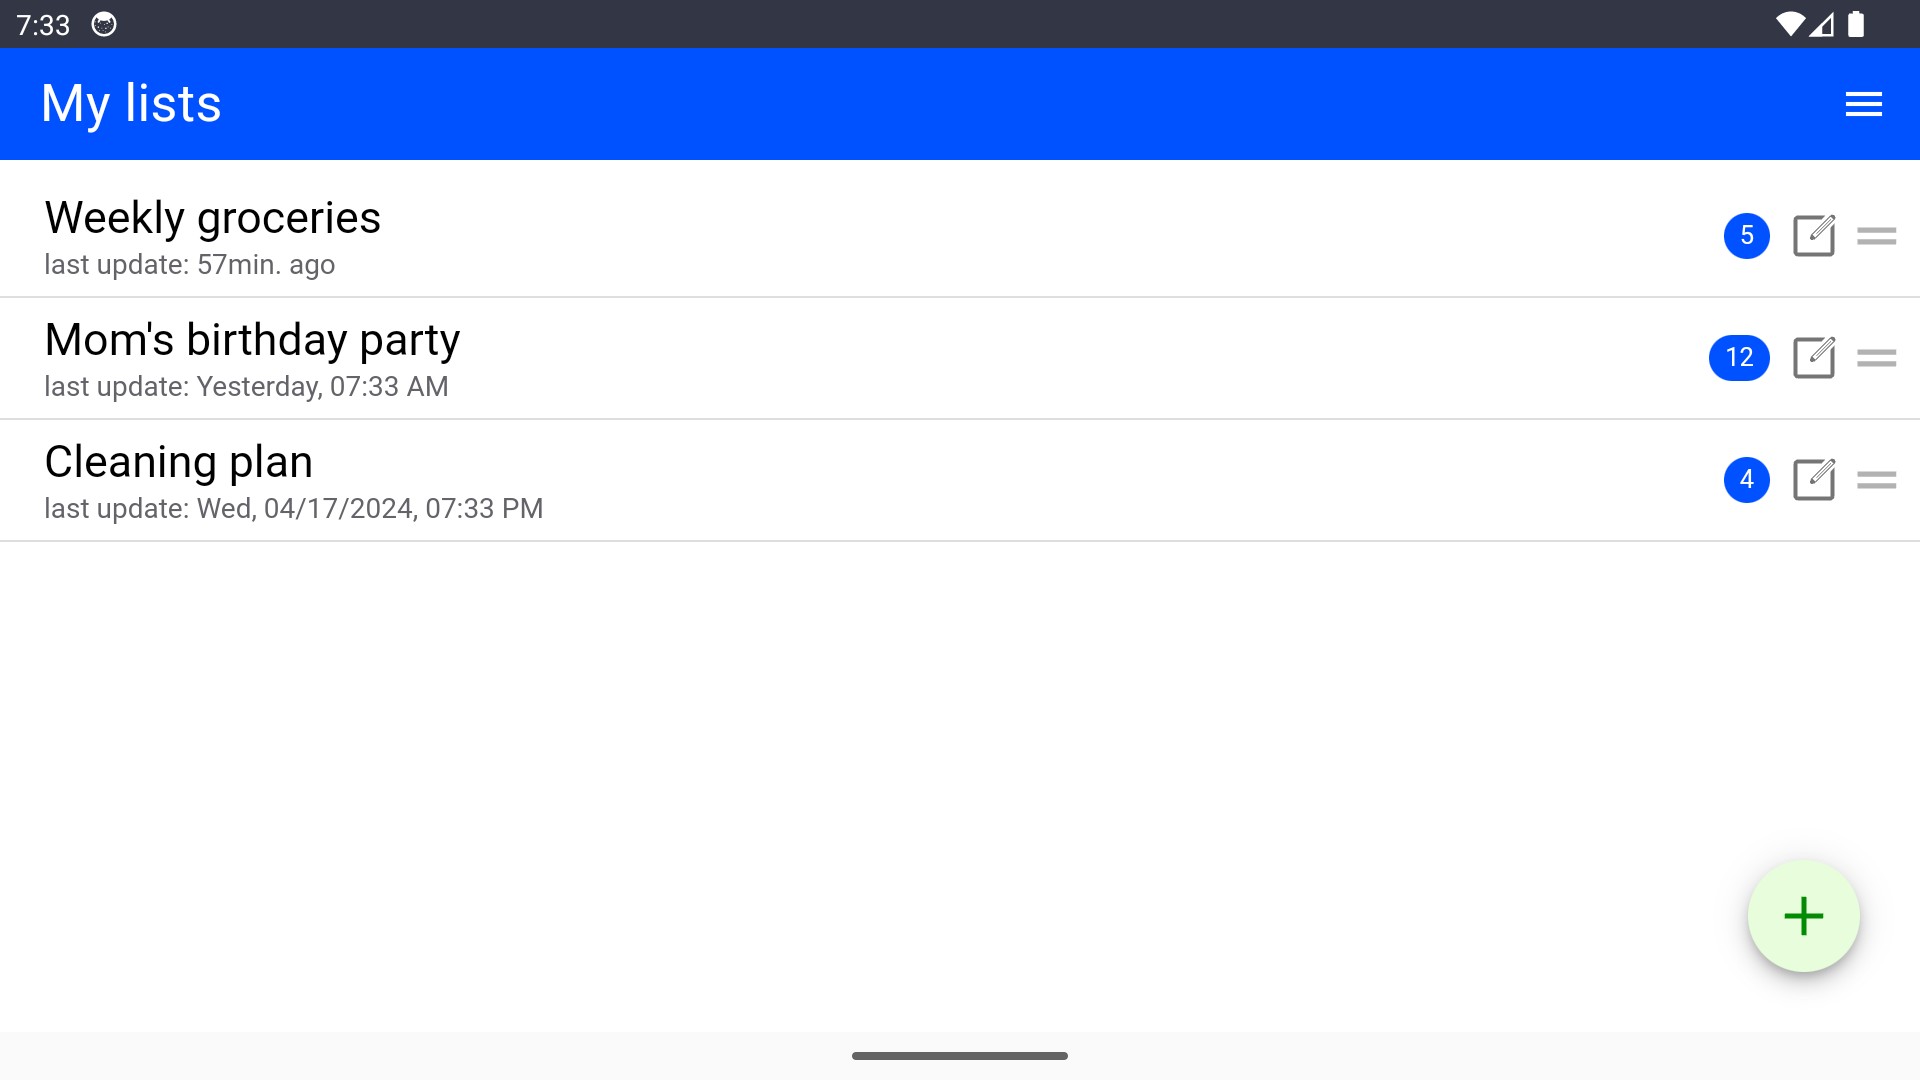 7:33
My lists
Weekly groceries
5
last update: 57min. ago
Mom's birthday party
12
last update: Yesterday, 07:33 AM
Cleaning plan
4
last update: Wed, 04/17/2024, 07:33 PM